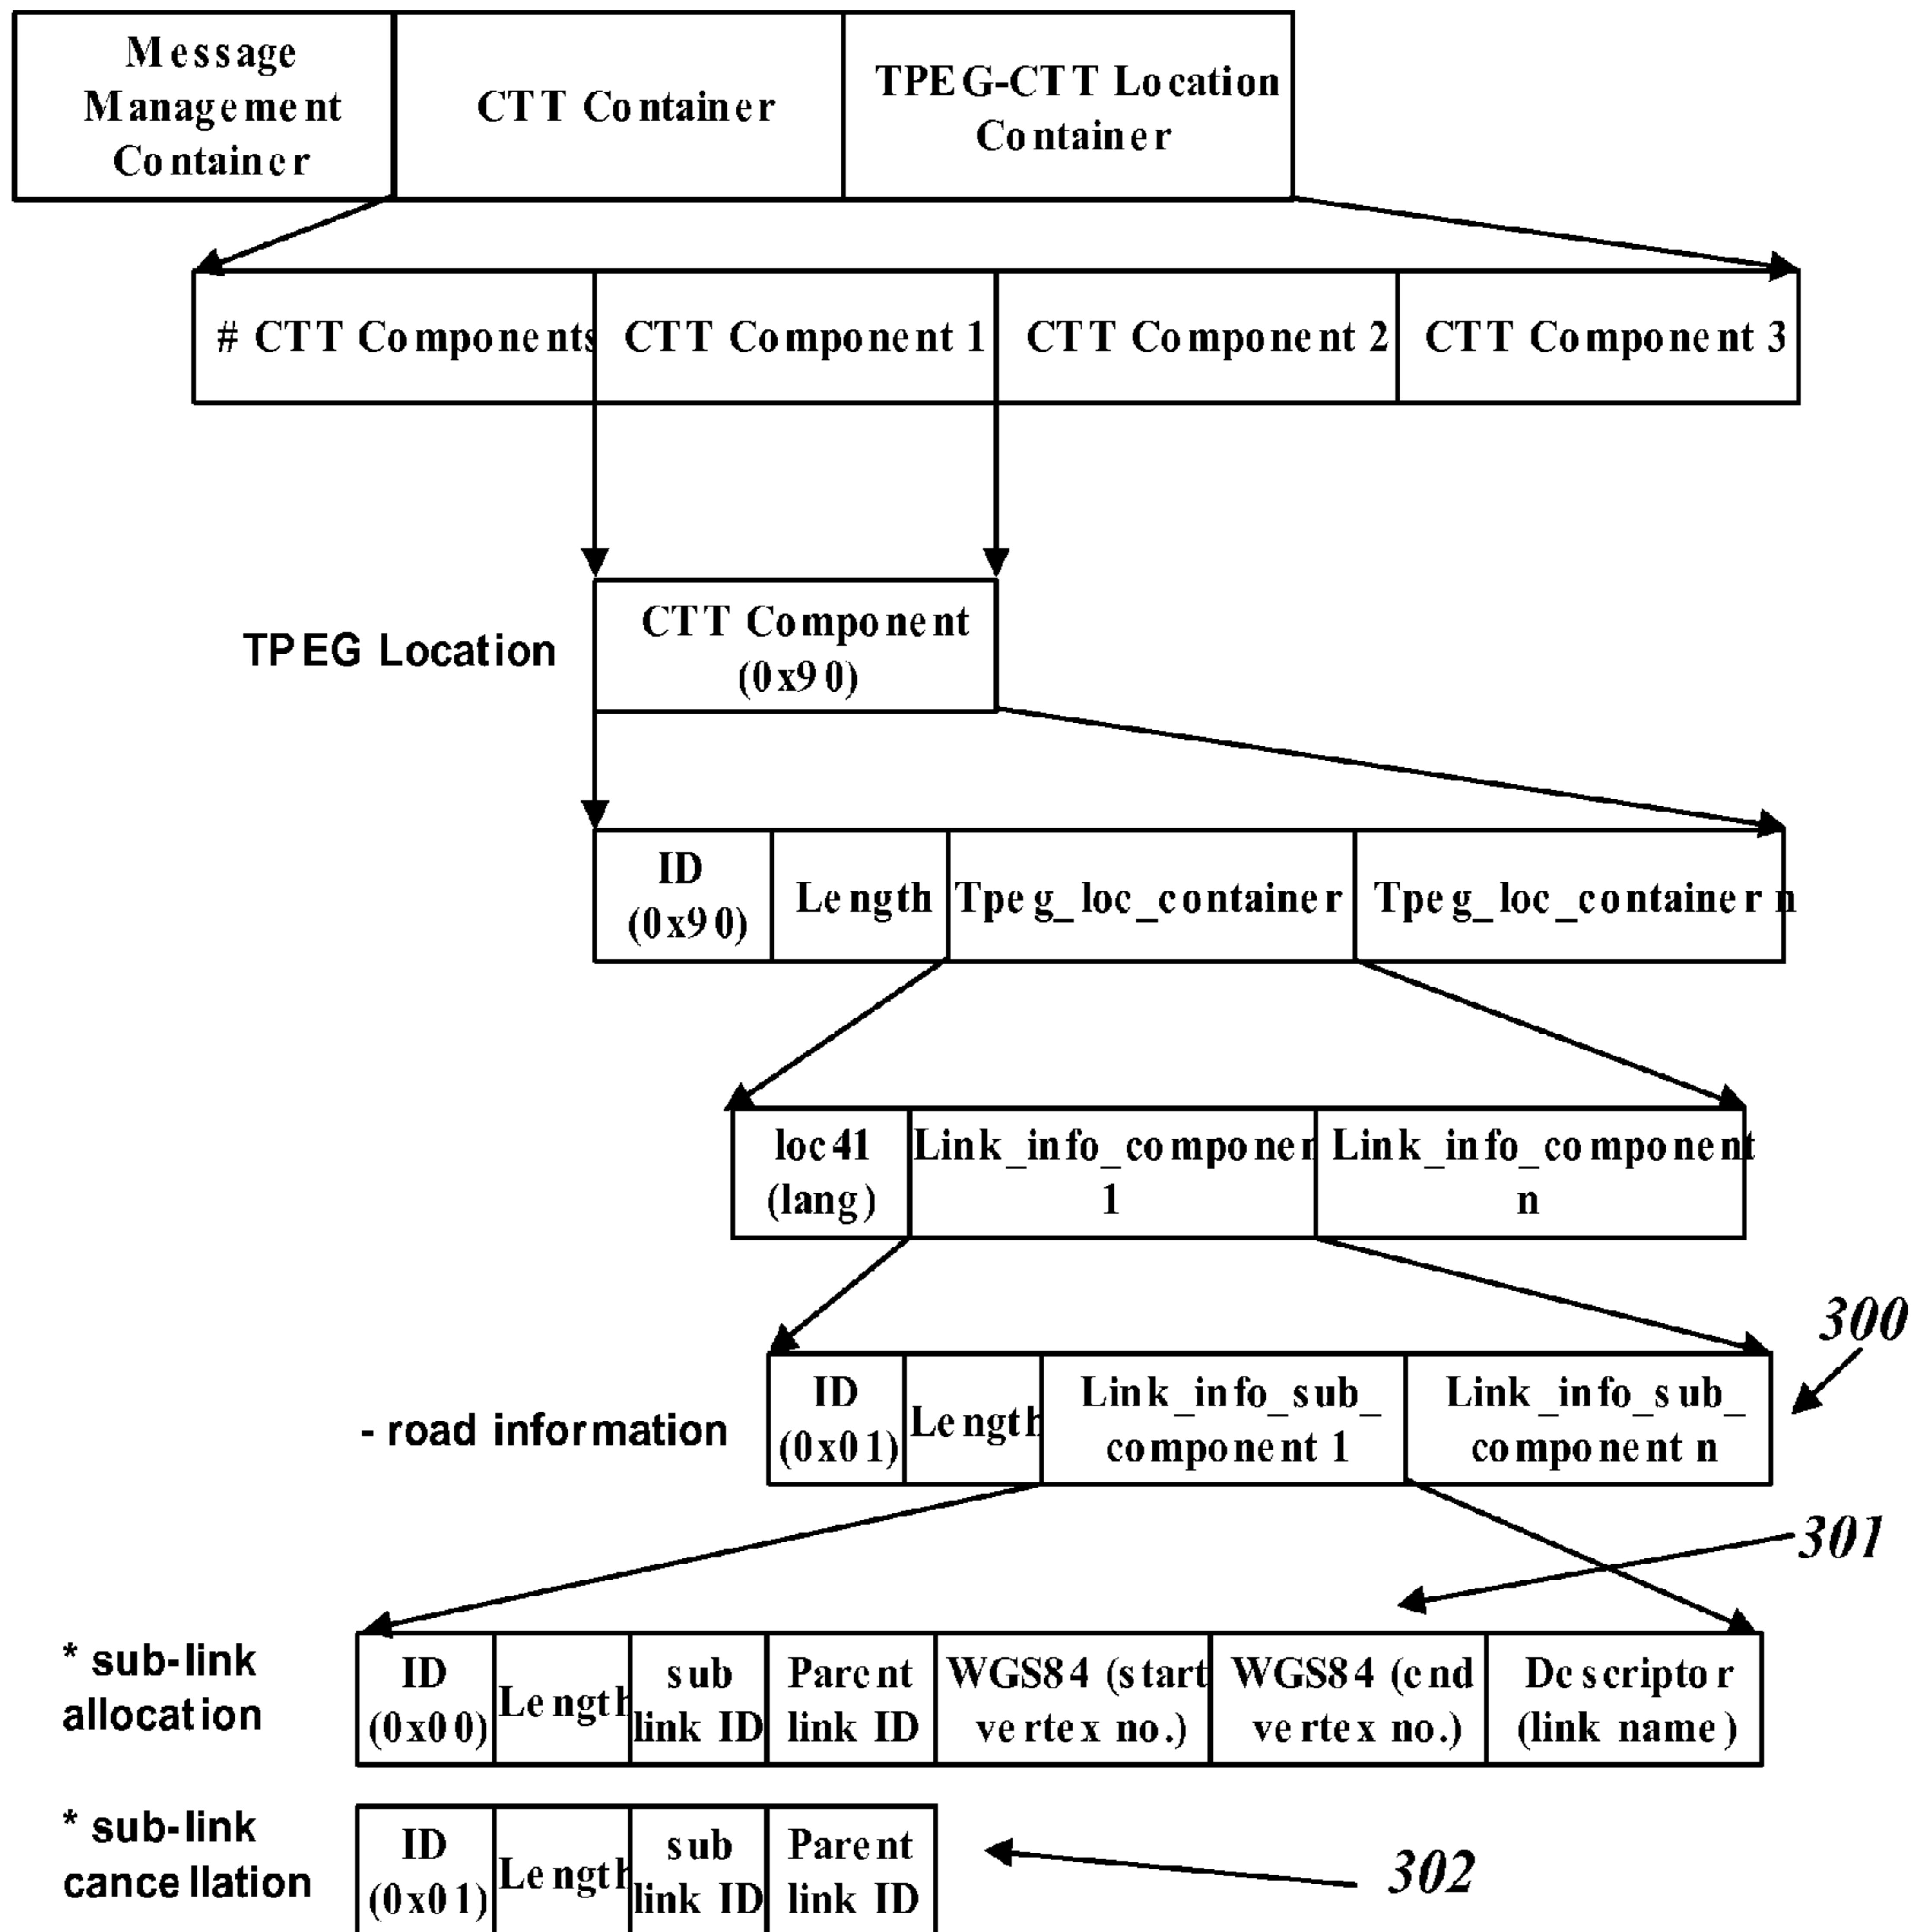 Message
Management
Container
CTT Container
TPEG-CTT Location
Container
# CTT Components
CTT Component 1
CTT Component 2
CTT Component 3
TPEG Location
CTT Component
(0x90)
ID
(0x90)
Length
Tpeg_loc_container
Tpeg_loc_container n
loc41
(lang)
Link_info_componen
1
Link_info_component
n
300
- road information
ID
(0x01)
Length
Link_info_sub_
component 1
Link_info_sub_
component n
301
* sub-link
allocation
ID
(0x00)
Length
sub
link ID
Parent
link ID
WGS84 (start
vertex no.)
WGS84 (end
vertex no.)
Descriptor
(link name)
* sub-link
cancellation
ID
(0x01)
Length
sub
link ID
Parent
link ID
302